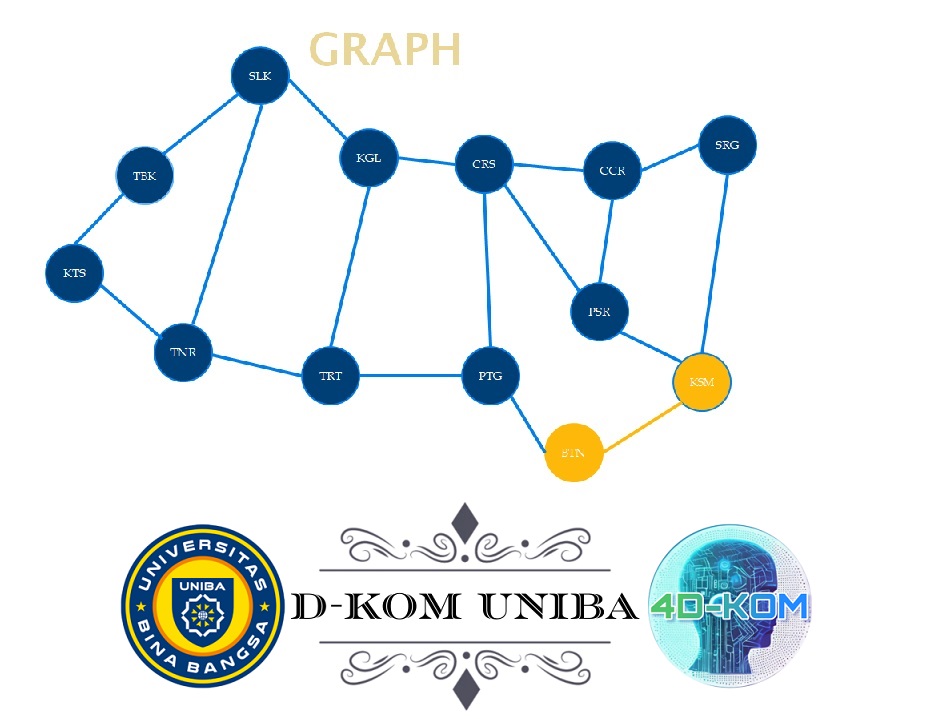 GRAPH
SLK
KGL
CRS
CCR
SRG
TBK
KTS
PSR
TNR
TRT
PTG
KSM
BTN
UNIVERSITAS
UNIBA
BINA BANGSA
D-KOM UNIBA
4D-KOM